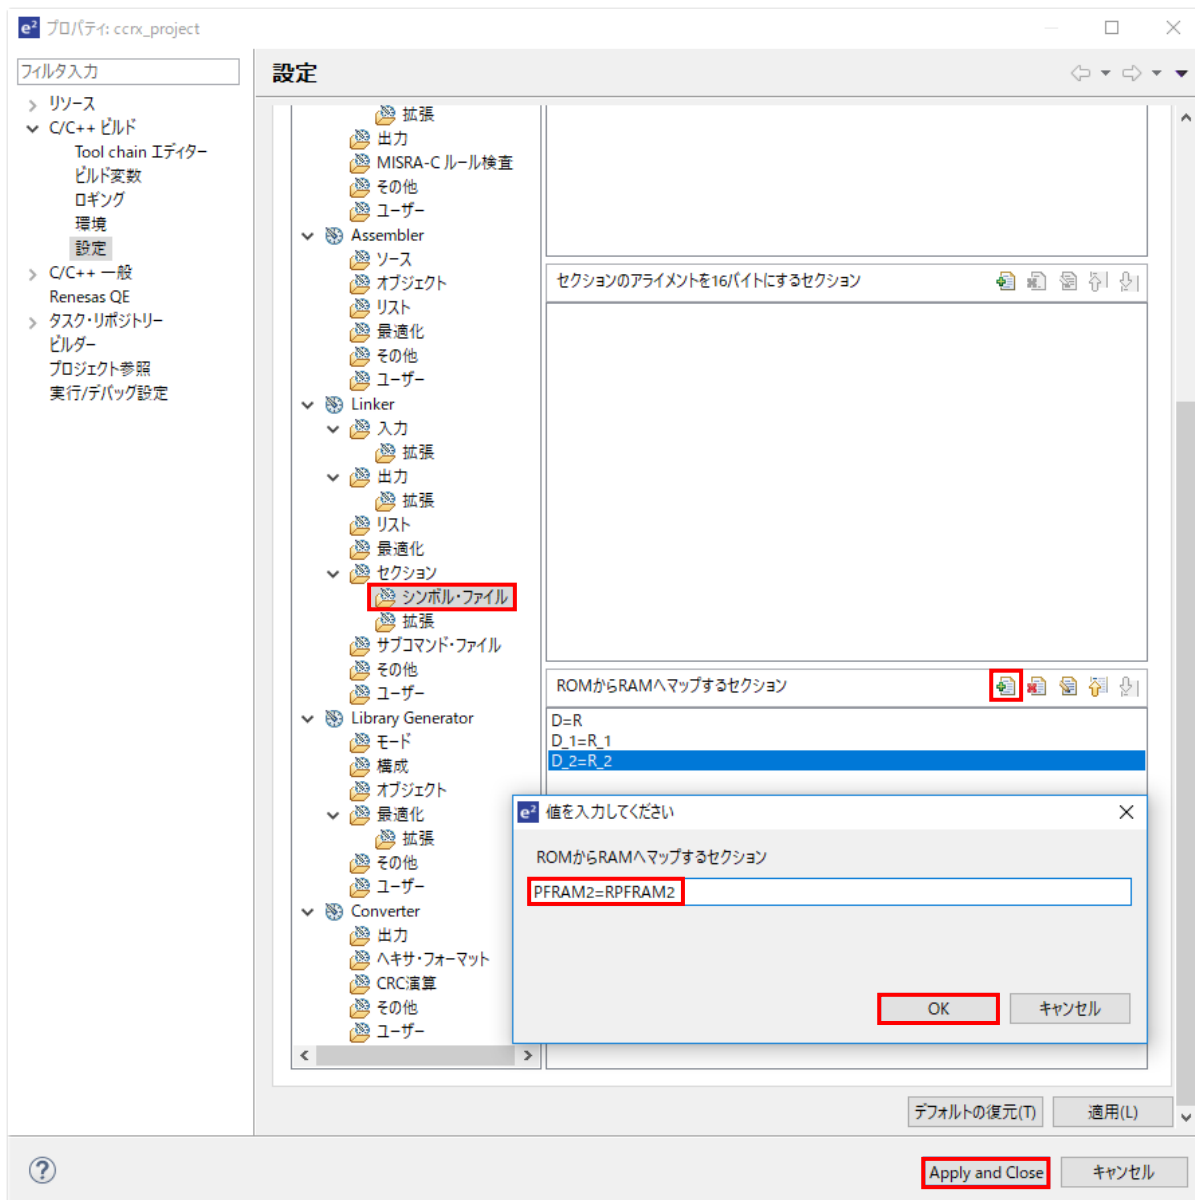 e² プロパティ: ccrx_project
フィルタ入力
設定
リソース
C/C++ ビルド
Tool chain エディター
ビルド変数
ロギング
環境
設定
C/C++ 一般
Renesas QE
タスク・リポジトリー
ビルダー
プロジェクト参照
実行/デバッグ設定
拡張
出力
MISRA-C ルール検査
その他
ユーザー
Assembler
ソース
オブジェクト
リスト
最適化
その他
ユーザー
Linker
入力
拡張
出力
拡張
リスト
最適化
セクション
シンボル・ファイル
拡張
サブコマンド・ファイル
その他
ユーザー
Library Generator
モード
構成
オブジェクト
最適化
拡張
その他
ユーザー
Converter
出力
ヘキサ・フォーマット
CRC演算
その他
ユーザー
セクションのアライメントを16バイトにするセクション
ROMからRAMへマップするセクション
D=R
D_1=R_1
D_2=R_2
e² 値を入力してください
ROMからRAMへマップするセクション
PFRAM2=RPFRAM2
OK キャンセル
デフォルトの復元(T) 適用(L)
? Apply and Close キャンセル